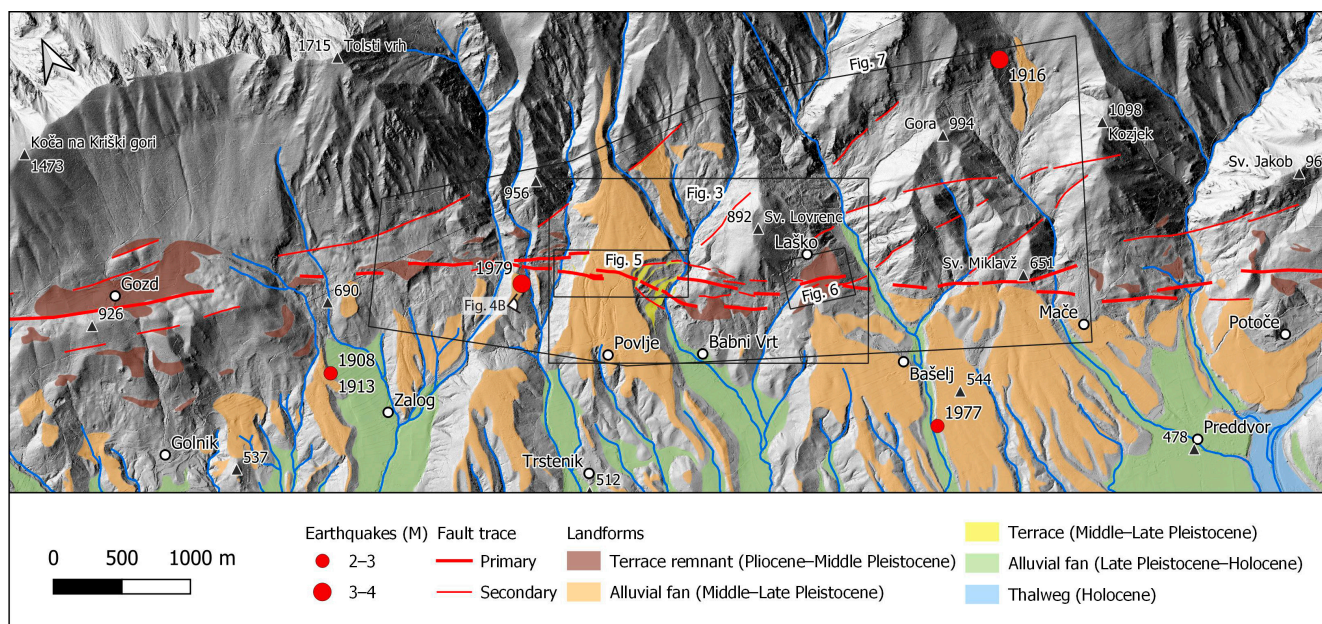 1715
Tolsti vrh
Fig. 7
1916
1098
Kozjek
Gora
994
Koča na Kriški gori
1473
Sv. Jakob
96
956
Fig. 3
892
Sv. Lovrenc
Laško
Fig. 5
1979
Sv. Miklavž
651
Gozd
690
Fig. 4B
Fig. 6
926
Mače
Potoče
Povlje
Babni Vrt
1908
1913
Bašelj
544
Zalog
1977
Golnik
537
Preddvor
478
Trstenik
512
0 500 1000 m
Earthquakes (M)
2–3
3–4
Fault trace
Primary
Secondary
Landforms
Terrace remnant (Pliocene–Middle Pleistocene)
Alluvial fan (Middle–Late Pleistocene)
Terrace (Middle–Late Pleistocene)
Alluvial fan (Late Pleistocene–Holocene)
Thalweg (Holocene)